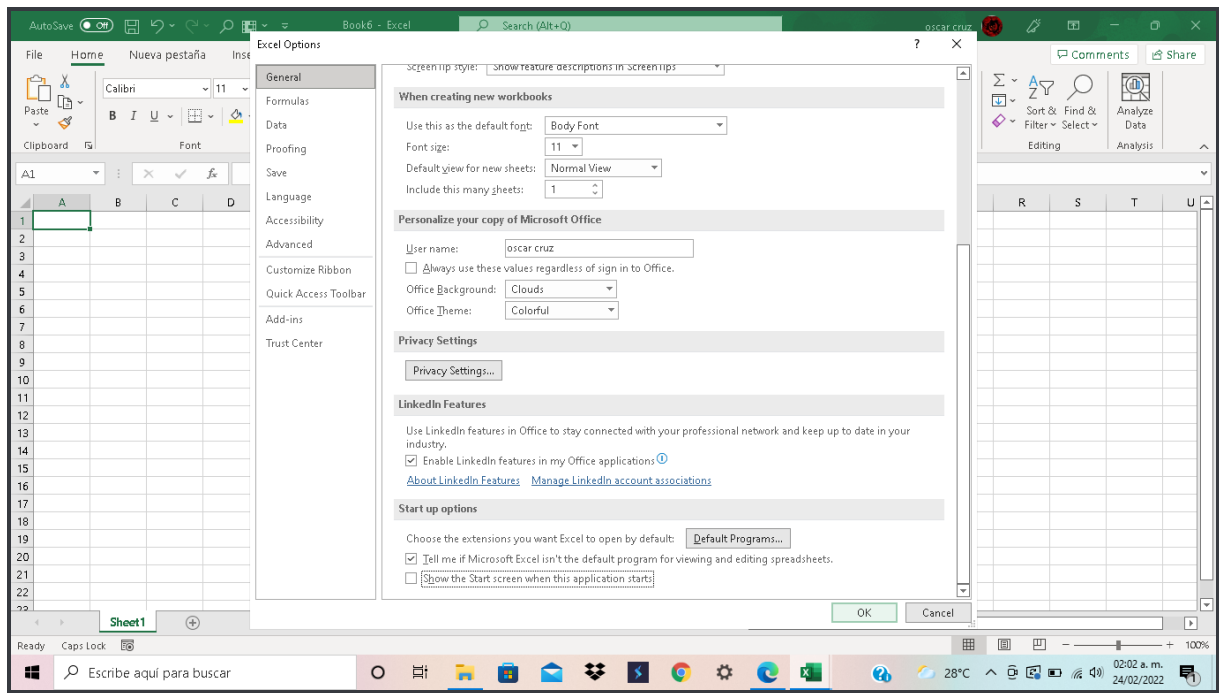 AutoSave Off Book6 - Excel Search (Alt+Q) oscar cruz
File Home Nueva pestaña Inse Comments Share
Paste
Clipboard
Calibri 11
B I U
Font
Σ
Sort & Filter
Find & Select
Editing
Analyze Data
Analysis
A1 fx
A B C D R S T U
1
2
3
4
5
6
7
8
9
10
11
12
13
14
15
16
17
18
19
20
21
22
23
Excel Options ? ×
General
Formulas
Data
Proofing
Save
Language
Accessibility
Advanced
Customize Ribbon
Quick Access Toolbar
Add-ins
Trust Center
ScreenTip style: Show feature descriptions in ScreenTips
When creating new workbooks
Use this as the default font: Body Font
Font size: 11
Default view for new sheets: Normal View
Include this many sheets: 1
Personalize your copy of Microsoft Office
User name: oscar cruz
Always use these values regardless of sign in to Office.
Office Background: Clouds
Office Theme: Colorful
Privacy Settings
Privacy Settings...
LinkedIn Features
Use LinkedIn features in Office to stay connected with your professional network and keep up to date in your
industry.
Enable LinkedIn features in my Office applications
About LinkedIn Features Manage LinkedIn account associations
Start up options
Choose the extensions you want Excel to open by default: Default Programs...
Tell me if Microsoft Excel isn't the default program for viewing and editing spreadsheets.
Show the Start screen when this application starts
OK Cancel
Sheet1
Ready Caps Lock 100%
Escribe aquí para buscar 28°C 02:02 a. m.
24/02/2022